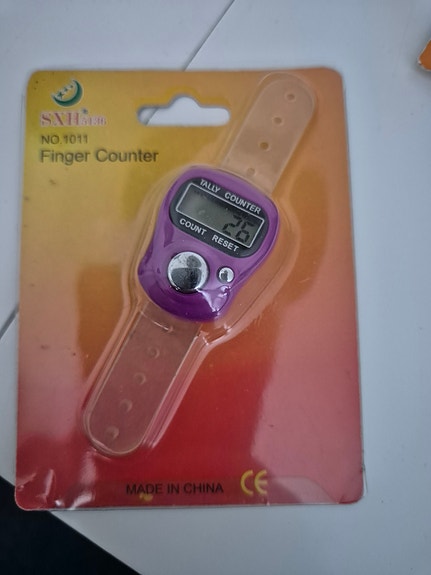 SXH
NO.1011
Finger Counter
TALLY COUNTER
26
COUNT RESET
MADE IN CHINA CE